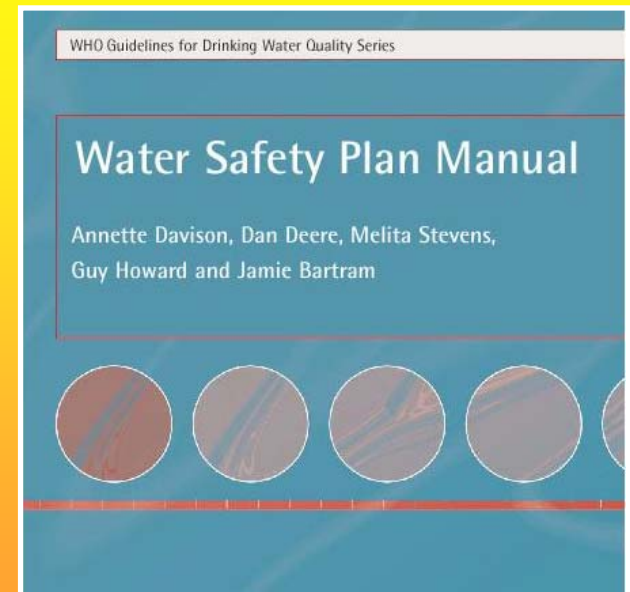 WHO Guidelines for Drinking Water Quality Series
Water Safety Plan Manual
Annette Davison, Dan Deere, Melita Stevens,
Guy Howard and Jamie Bartram